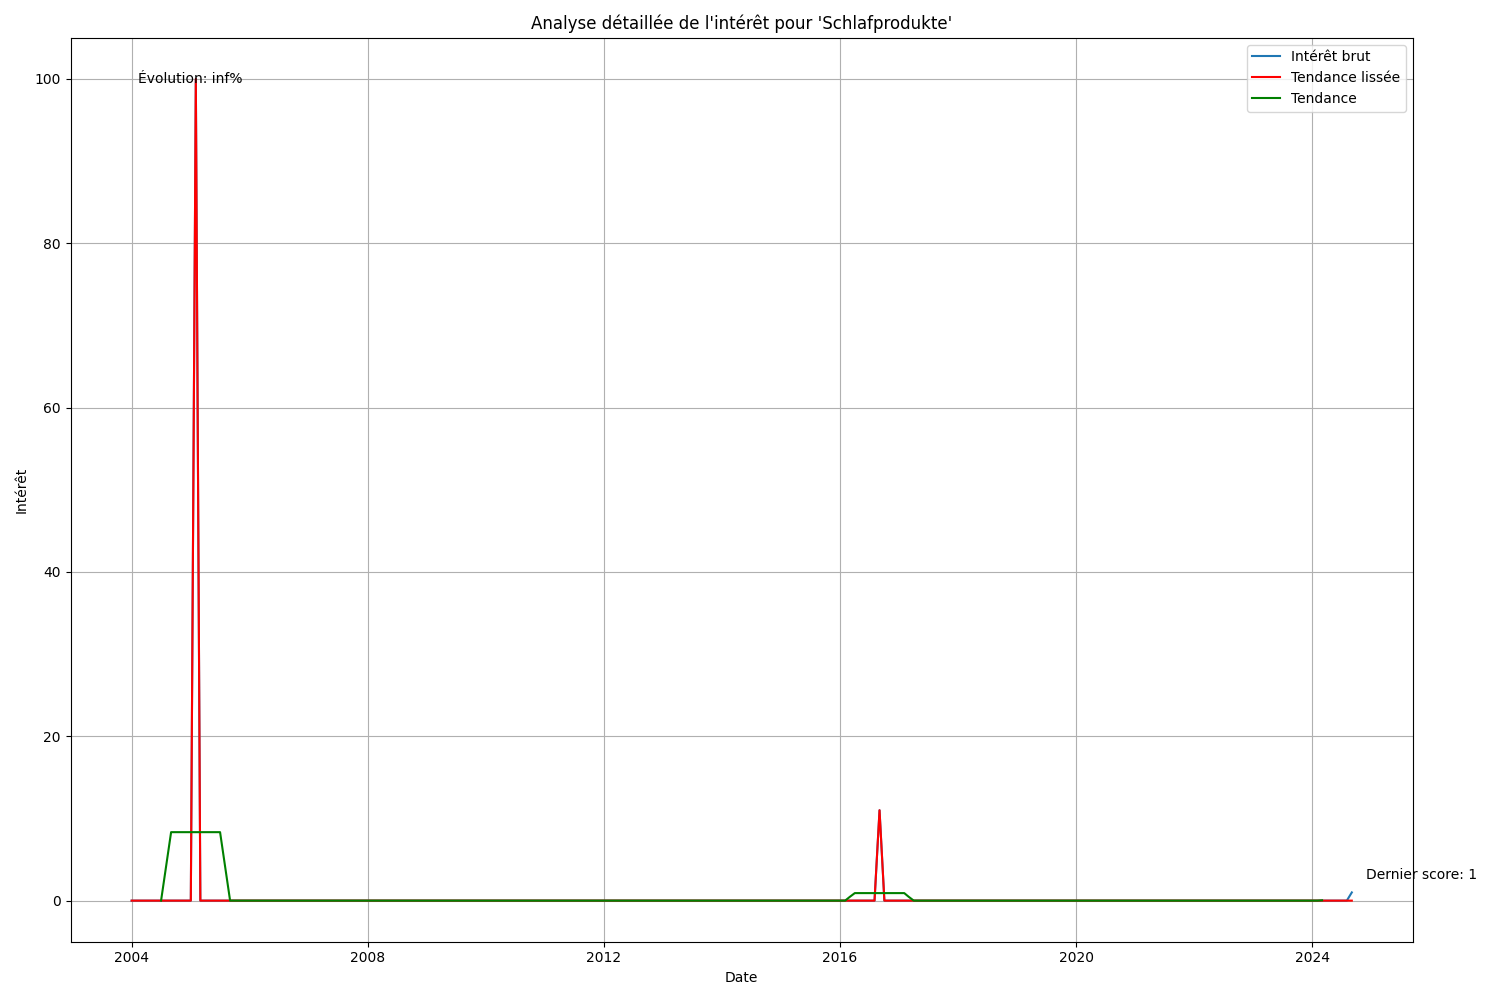 Analyse détaillée de l'intérêt pour 'Schlafprodukte'
Évolution: inf%
Intérêt brut
Tendance lissée
Tendance
100
80
60
40
20
0
Intérêt
Dernier score: 1
2004
2008
2012
2016
2020
2024
Date